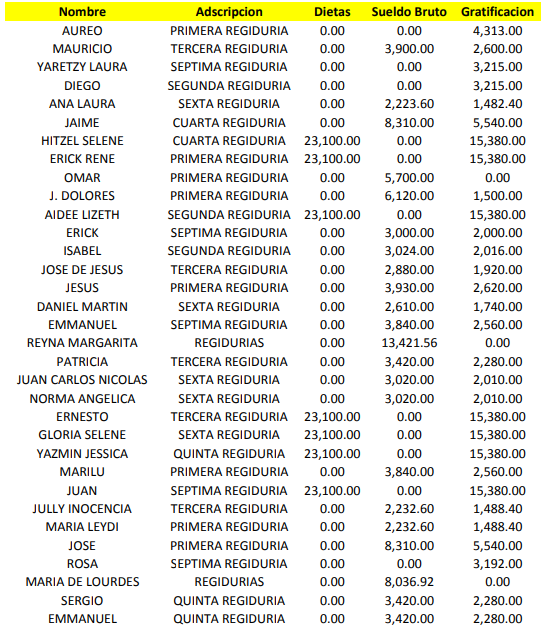 Nombre Adscripcion Dietas Sueldo Bruto Gratificacion
AUREO PRIMERA REGIDURIA 0.00 0.00 4,313.00
MAURICIO TERCERA REGIDURIA 0.00 3,900.00 2,600.00
YARETZY LAURA SEPTIMA REGIDURIA 0.00 0.00 3,215.00
DIEGO SEGUNDA REGIDURIA 0.00 0.00 3,215.00
ANA LAURA SEXTA REGIDURIA 0.00 2,223.60 1,482.40
JAIME CUARTA REGIDURIA 0.00 8,310.00 5,540.00
HITZEL SELENE CUARTA REGIDURIA 23,100.00 0.00 15,380.00
ERICK RENE PRIMERA REGIDURIA 23,100.00 0.00 15,380.00
OMAR PRIMERA REGIDURIA 0.00 5,700.00 0.00
J. DOLORES PRIMERA REGIDURIA 0.00 6,120.00 1,500.00
AIDEE LIZETH SEGUNDA REGIDURIA 23,100.00 0.00 15,380.00
ERICK SEPTIMA REGIDURIA 0.00 3,000.00 2,000.00
ISABEL SEGUNDA REGIDURIA 0.00 3,024.00 2,016.00
JOSE DE JESUS TERCERA REGIDURIA 0.00 2,880.00 1,920.00
JESUS PRIMERA REGIDURIA 0.00 3,930.00 2,620.00
DANIEL MARTIN SEXTA REGIDURIA 0.00 2,610.00 1,740.00
EMMANUEL SEPTIMA REGIDURIA 0.00 3,840.00 2,560.00
REYNA MARGARITA REGIDURIAS 0.00 13,421.56 0.00
PATRICIA TERCERA REGIDURIA 0.00 3,420.00 2,280.00
JUAN CARLOS NICOLAS SEXTA REGIDURIA 0.00 3,020.00 2,010.00
NORMA ANGELICA SEXTA REGIDURIA 0.00 3,020.00 2,010.00
ERNESTO TERCERA REGIDURIA 23,100.00 0.00 15,380.00
GLORIA SELENE SEXTA REGIDURIA 23,100.00 0.00 15,380.00
YAZMIN JESSICA QUINTA REGIDURIA 23,100.00 0.00 15,380.00
MARILU PRIMERA REGIDURIA 0.00 3,840.00 2,560.00
JUAN SEPTIMA REGIDURIA 23,100.00 0.00 15,380.00
JULLY INOCENCIA TERCERA REGIDURIA 0.00 2,232.60 1,488.40
MARIA LEYDI PRIMERA REGIDURIA 0.00 2,232.60 1,488.40
JOSE PRIMERA REGIDURIA 0.00 8,310.00 5,540.00
ROSA SEPTIMA REGIDURIA 0.00 0.00 3,192.00
MARIA DE LOURDES REGIDURIAS 0.00 8,036.92 0.00
SERGIO QUINTA REGIDURIA 0.00 3,420.00 2,280.00
EMMANUEL QUINTA REGIDURIA 0.00 3,420.00 2,280.00